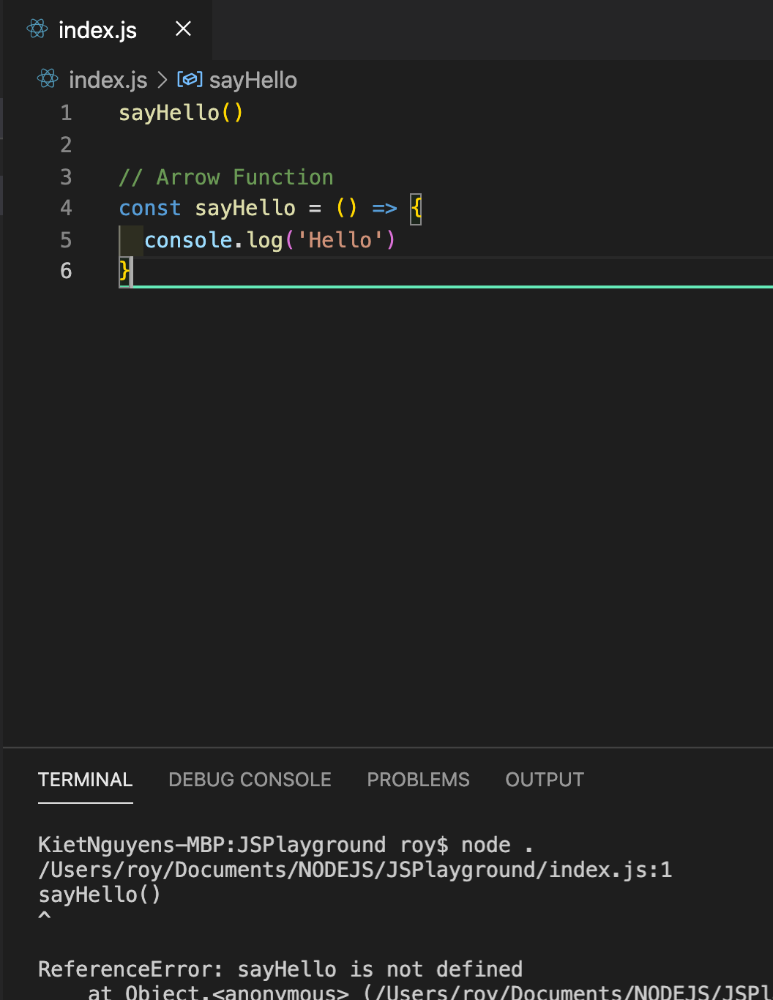 index.js
index.js > sayHello
1 sayHello()
2
3 // Arrow Function
4 const sayHello = () => {
5   console.log('Hello')
6 }
TERMINAL DEBUG CONSOLE PROBLEMS OUTPUT
KietNguyens-MBP:JSPlayground roy$ node .
/Users/roy/Documents/NODEJS/JSPlayground/index.js:1
sayHello()
^
ReferenceError: sayHello is not defined
    at Object.<anonymous> (/Users/roy/Documents/NODEJS/JSPl